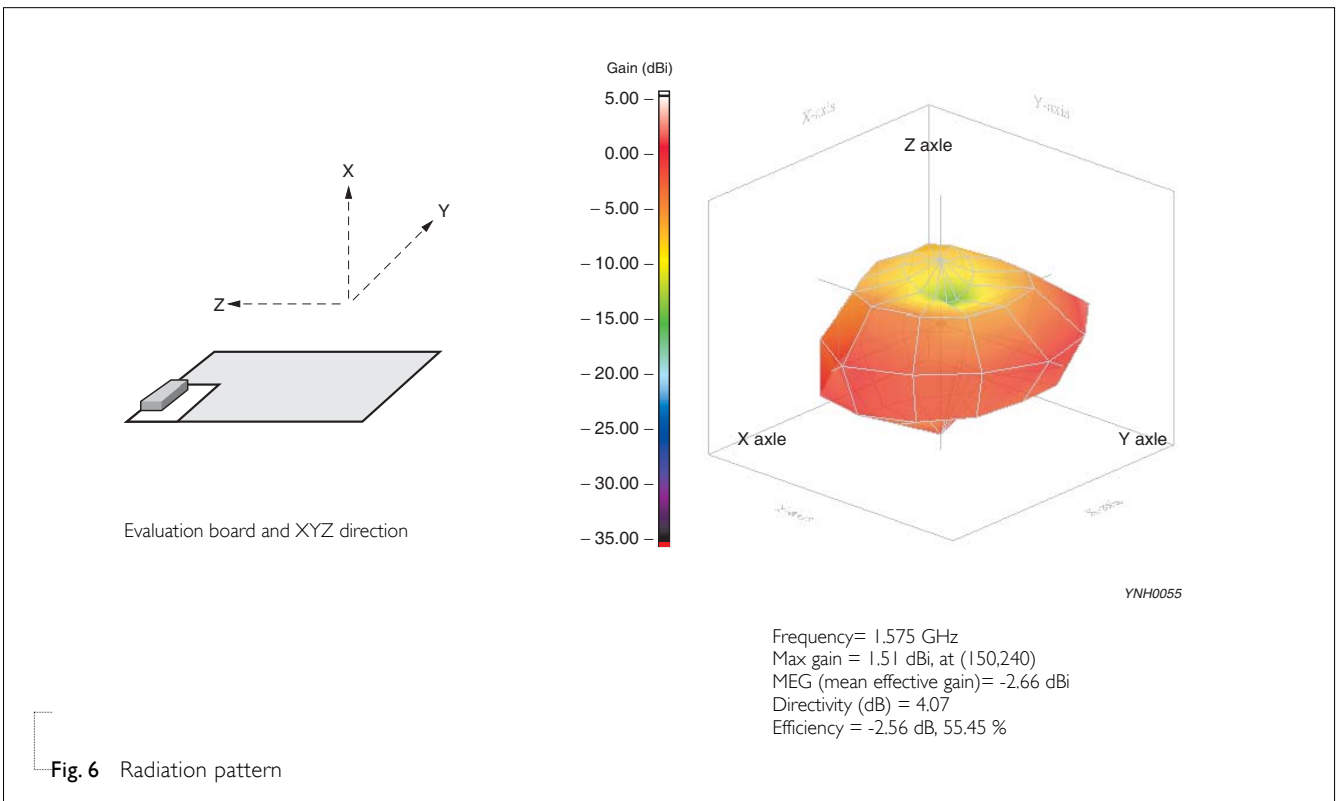 Gain (dBi)
5.00 –
0.00 –
– 5.00 –
– 10.00 –
– 15.00 –
– 20.00 –
– 25.00 –
– 30.00 –
– 35.00 –
X
Y
Z
Evaluation board and XYZ direction
X-axis
Y-axis
Z axle
X axle
Y axle
YNH0055
Frequency= 1.575 GHz
Max gain = 1.51 dBi, at (150,240)
MEG (mean effective gain)= -2.66 dBi
Directivity (dB) = 4.07
Efficiency = -2.56 dB, 55.45 %
Fig. 6 Radiation pattern